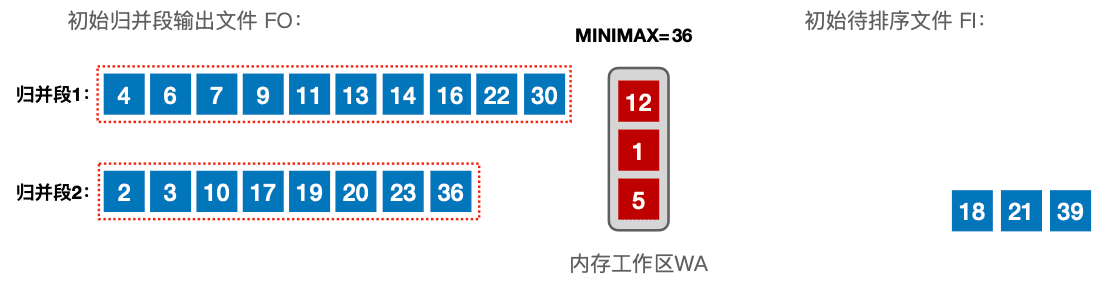 初始归并段输出文件 FO：
初始待排序文件 FI：
MINIMAX=36
归并段1：
4 6 7 9 11 13 14 16 22 30
12
1
5
归并段2：
2 3 10 17 19 20 23 36
18 21 39
内存工作区WA